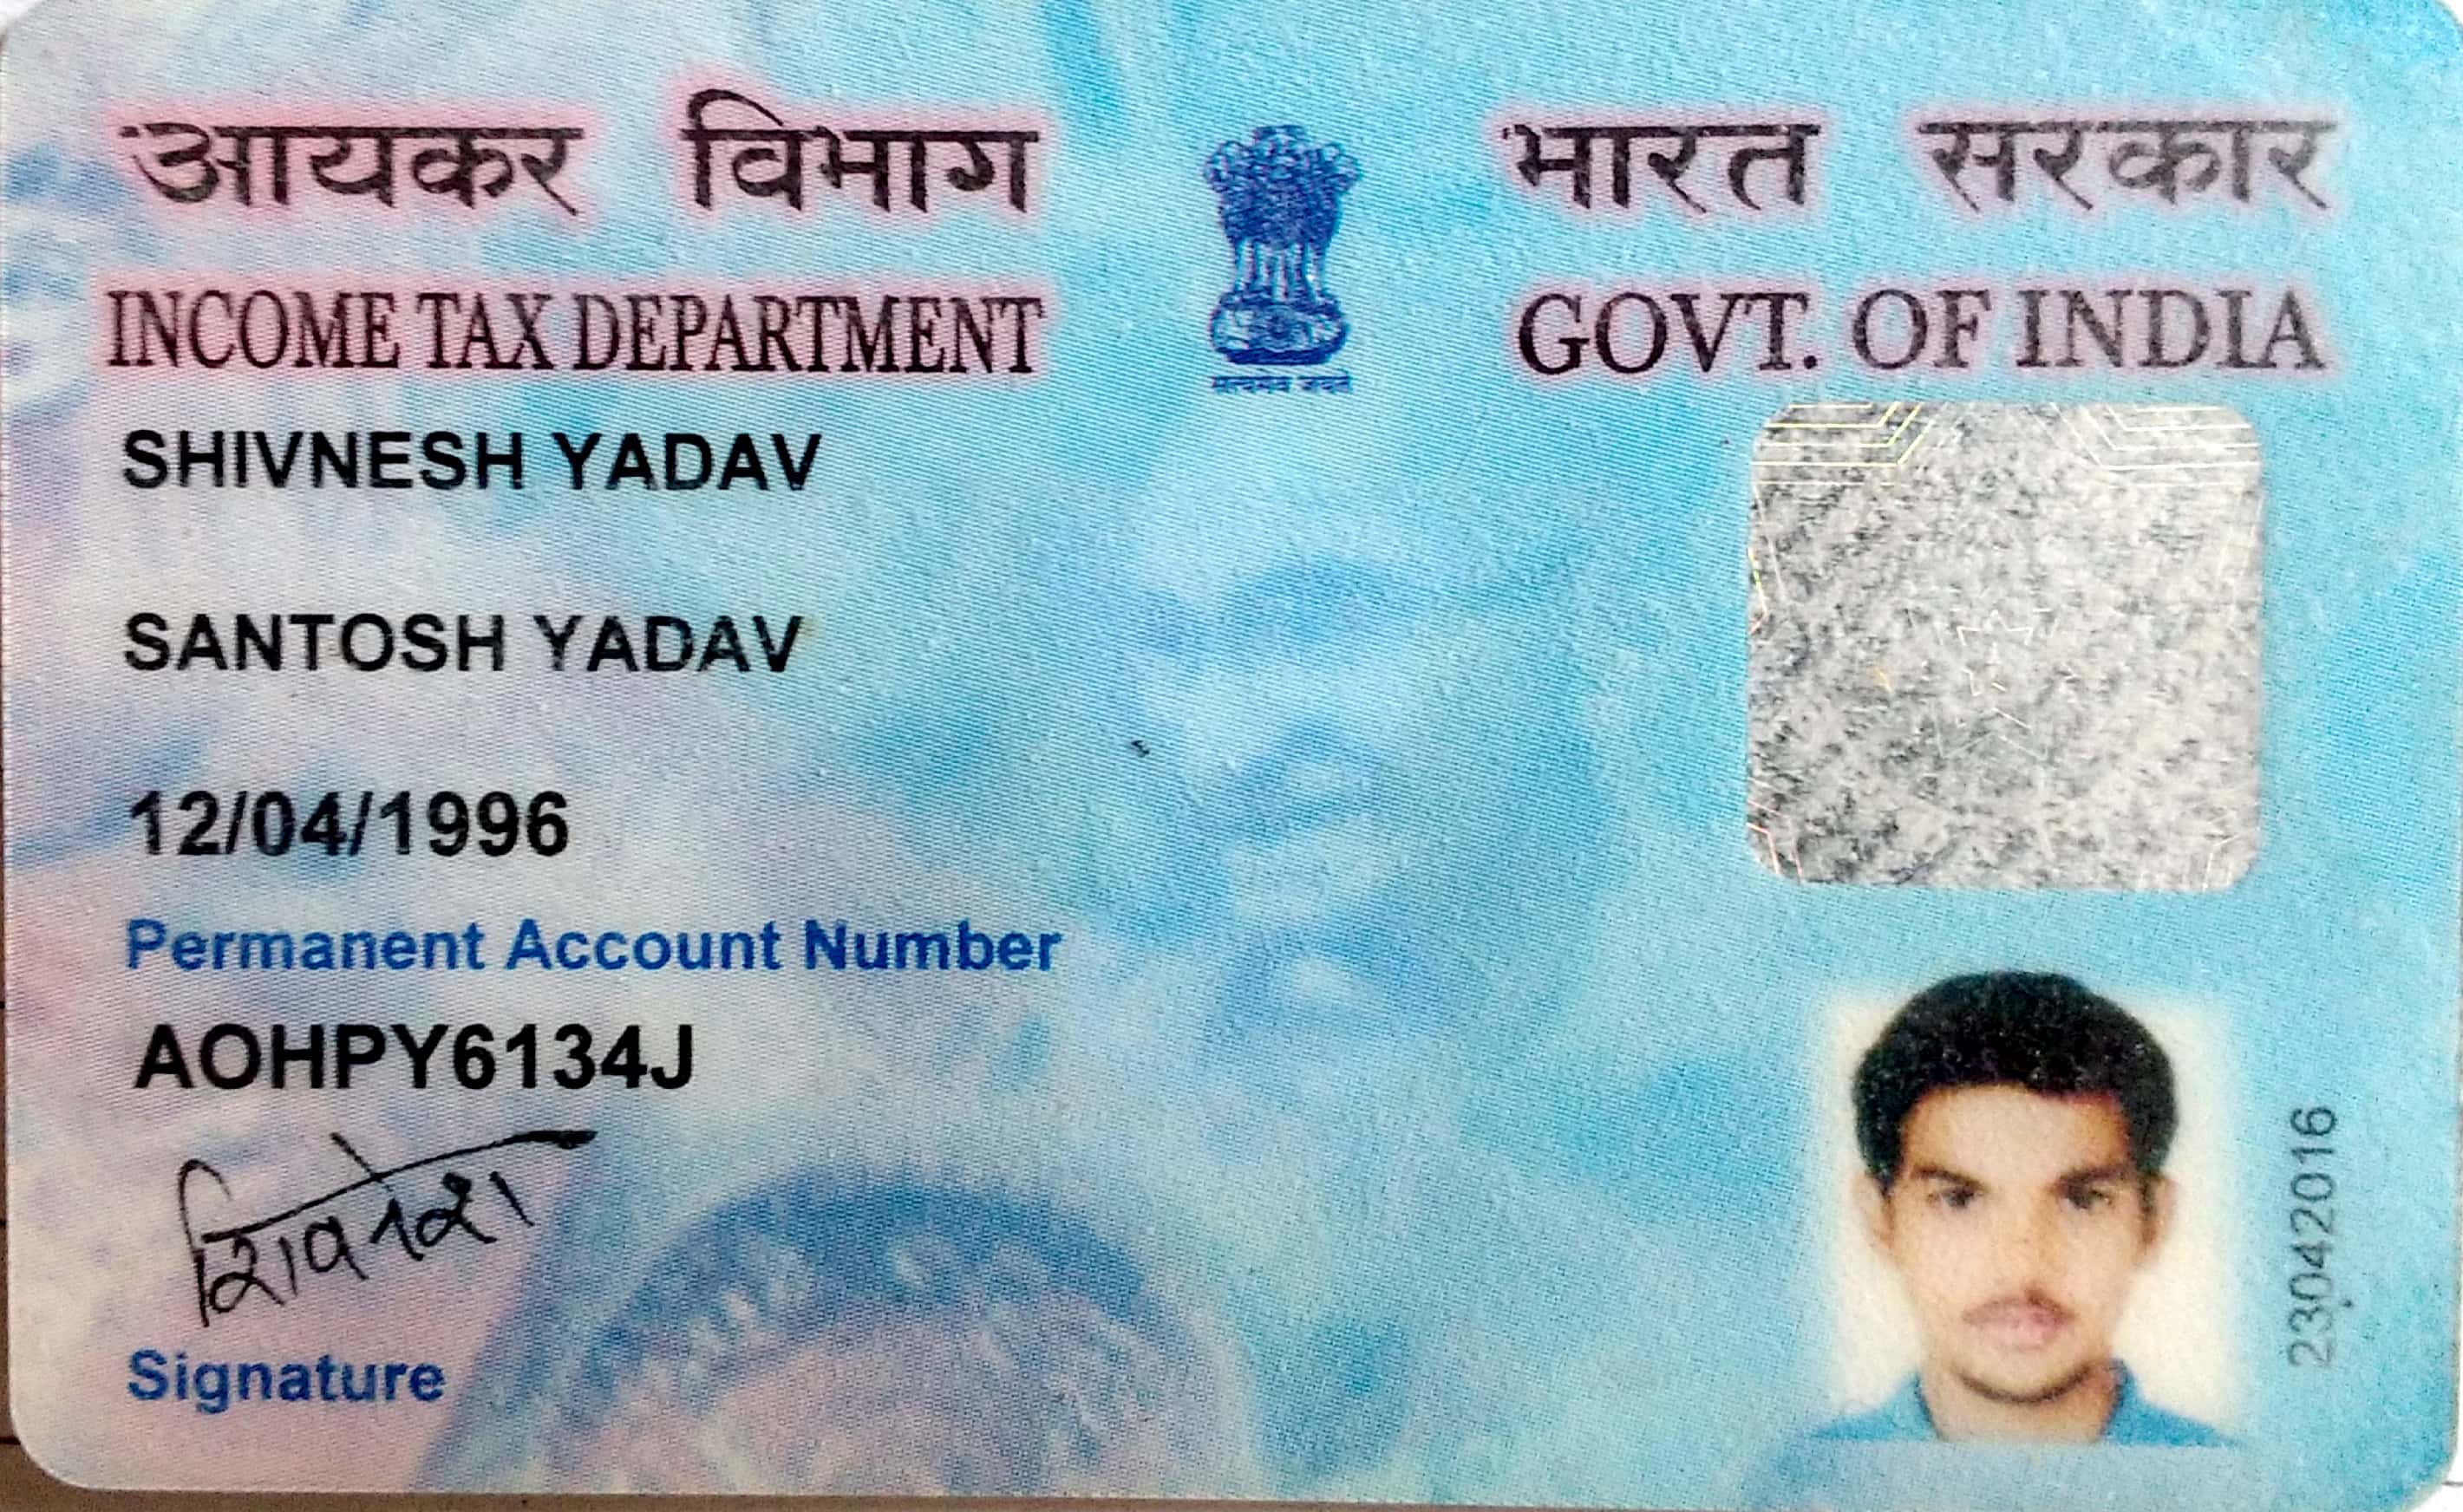 आयकर विभाग
INCOME TAX DEPARTMENT
भारत सरकार
GOVT. OF INDIA
सत्यमेव जयते
SHIVNESH YADAV
SANTOSH YADAV
12/04/1996
Permanent Account Number
AOHPY6134J
शिवनेश
Signature
23042016